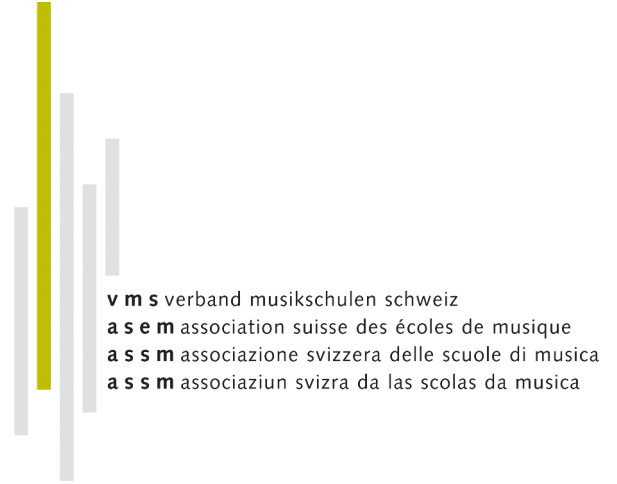 vms verband musikschulen schweiz
asem association suisse des écoles de musique
assm associazione svizzera delle scuole di musica
assm associaziun svizra da las scolas da musica